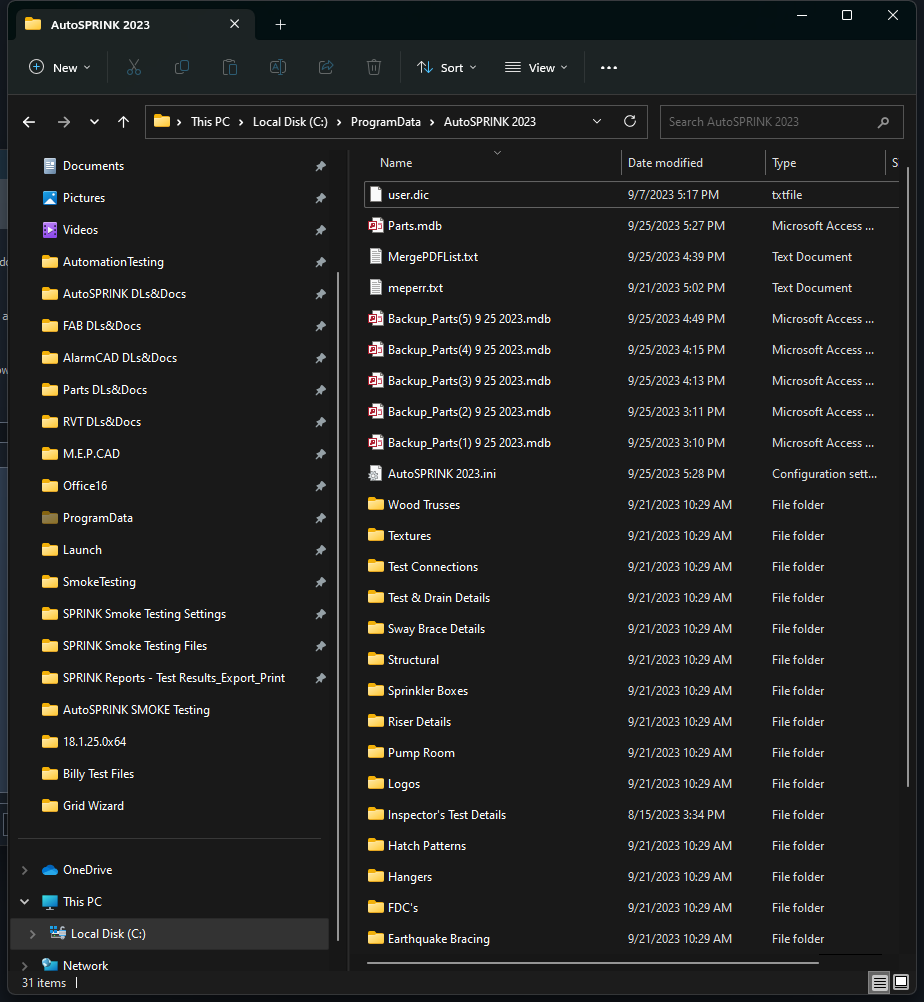 AutoSPRINK 2023
New
Sort
View
This PC
Local Disk (C:)
ProgramData
AutoSPRINK 2023
Search AutoSPRINK 2023
Documents
Pictures
Videos
AutomationTesting
AutoSPRINK DLs&Docs
FAB DLs&Docs
AlarmCAD DLs&Docs
Parts DLs&Docs
RVT DLs&Docs
M.E.P.CAD
Office16
ProgramData
Launch
SmokeTesting
SPRINK Smoke Testing Settings
SPRINK Smoke Testing Files
SPRINK Reports - Test Results_Export_Print
AutoSPRINK SMOKE Testing
18.1.25.0x64
Billy Test Files
Grid Wizard
OneDrive
This PC
Local Disk (C:)
Network
Name Date modified Type S
user.dic 9/7/2023 5:17 PM txtfile
Parts.mdb 9/25/2023 5:27 PM Microsoft Access ...
MergePDFList.txt 9/25/2023 4:39 PM Text Document
meperr.txt 9/21/2023 5:02 PM Text Document
Backup_Parts(5) 9 25 2023.mdb 9/25/2023 4:49 PM Microsoft Access ...
Backup_Parts(4) 9 25 2023.mdb 9/25/2023 4:15 PM Microsoft Access ...
Backup_Parts(3) 9 25 2023.mdb 9/25/2023 4:13 PM Microsoft Access ...
Backup_Parts(2) 9 25 2023.mdb 9/25/2023 3:11 PM Microsoft Access ...
Backup_Parts(1) 9 25 2023.mdb 9/25/2023 3:10 PM Microsoft Access ...
AutoSPRINK 2023.ini 9/25/2023 5:28 PM Configuration sett...
Wood Trusses 9/21/2023 10:29 AM File folder
Textures 9/21/2023 10:29 AM File folder
Test Connections 9/21/2023 10:29 AM File folder
Test & Drain Details 9/21/2023 10:29 AM File folder
Sway Brace Details 9/21/2023 10:29 AM File folder
Structural 9/21/2023 10:29 AM File folder
Sprinkler Boxes 9/21/2023 10:29 AM File folder
Riser Details 9/21/2023 10:29 AM File folder
Pump Room 9/21/2023 10:29 AM File folder
Logos 9/21/2023 10:29 AM File folder
Inspector's Test Details 8/15/2023 3:34 PM File folder
Hatch Patterns 9/21/2023 10:29 AM File folder
Hangers 9/21/2023 10:29 AM File folder
FDC's 9/21/2023 10:29 AM File folder
Earthquake Bracing 9/21/2023 10:29 AM File folder
31 items